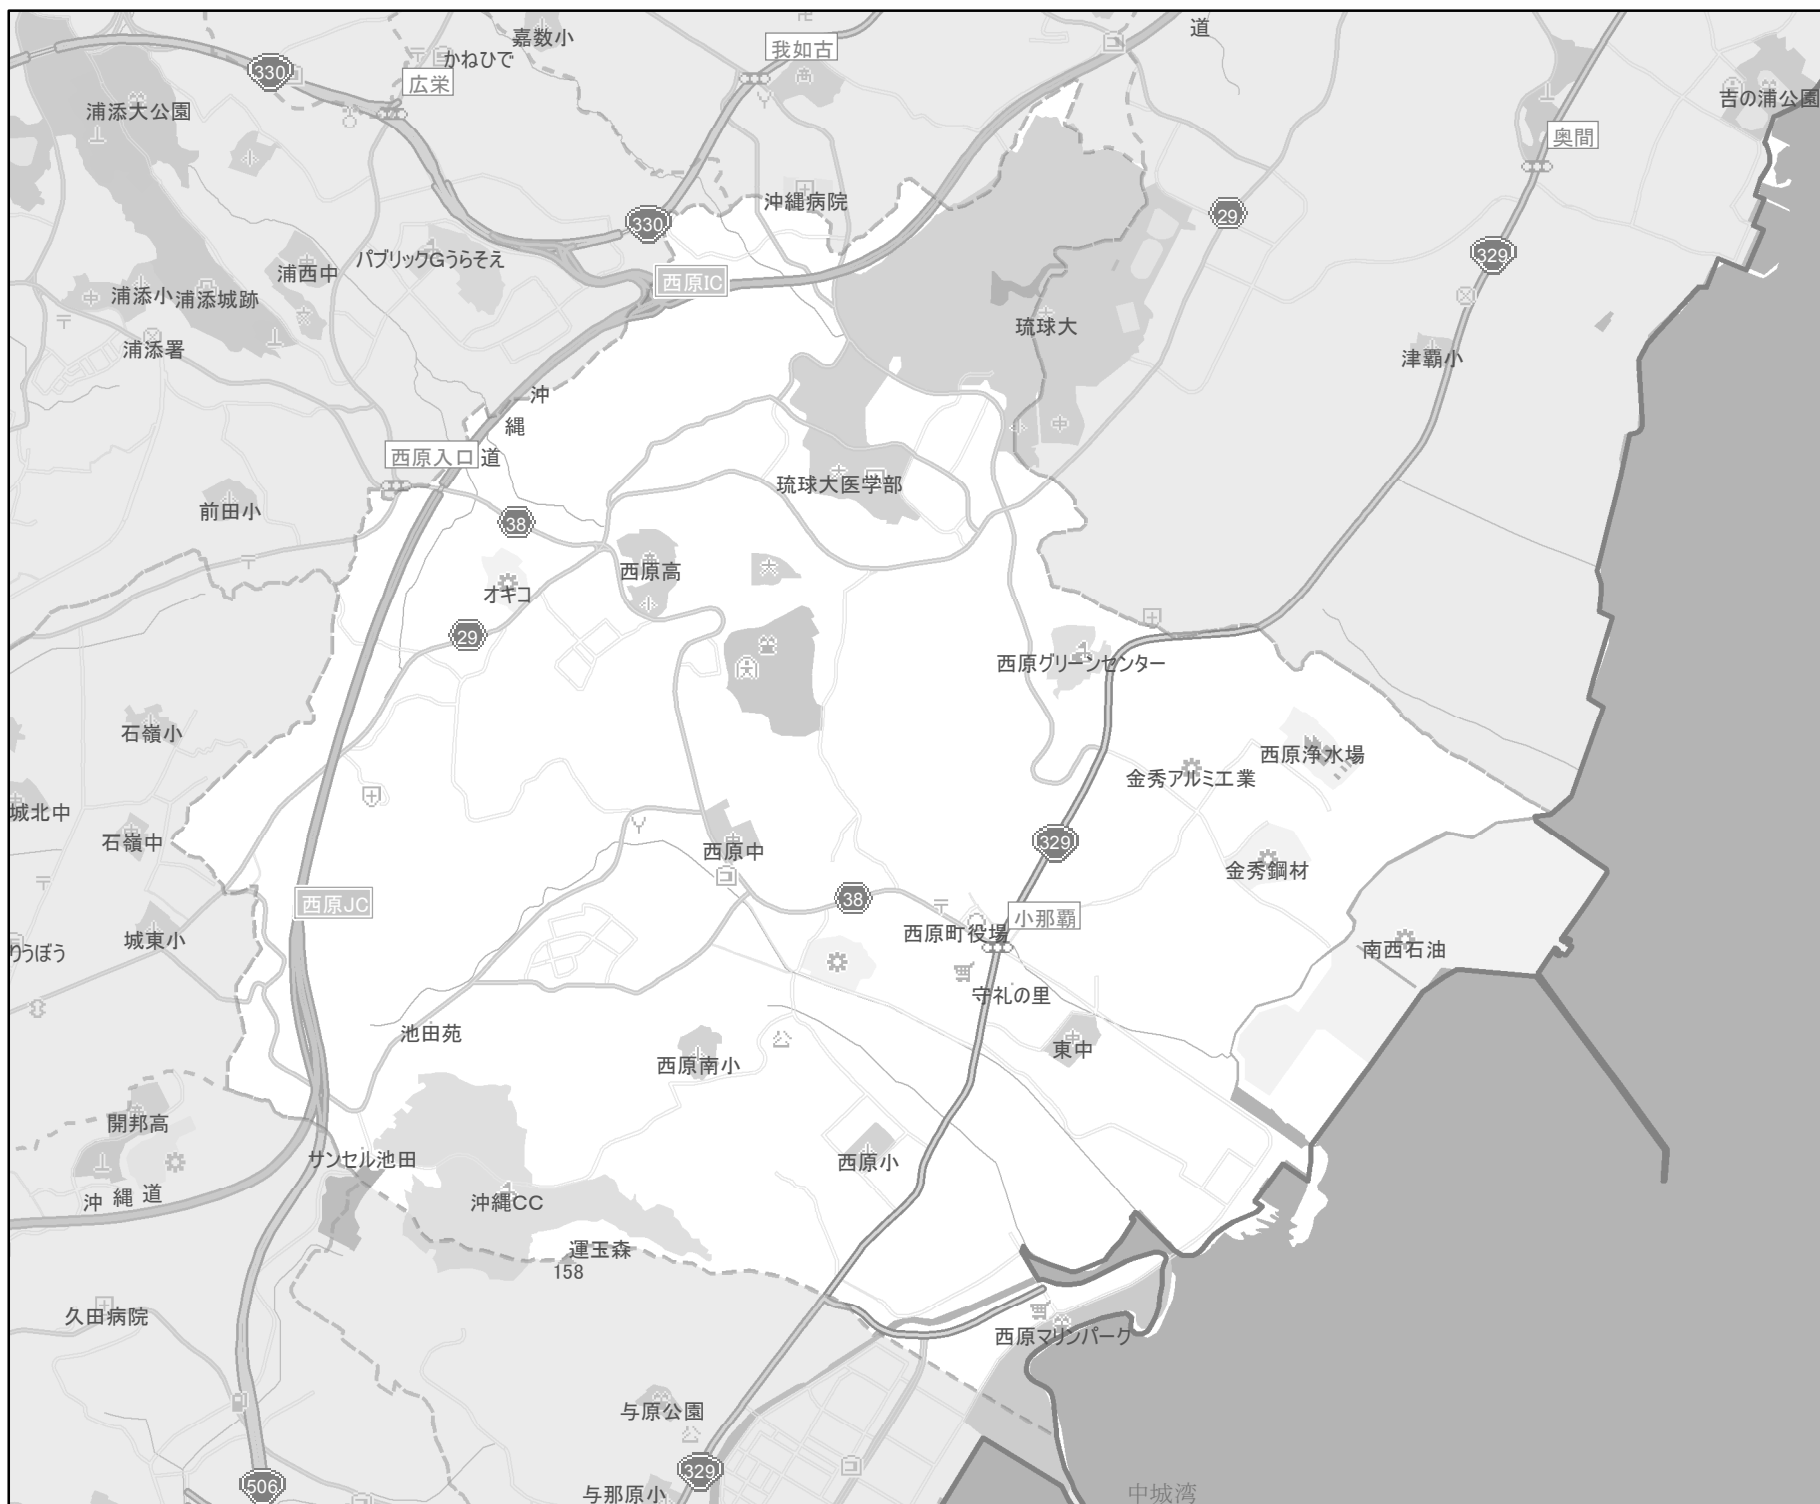 道
嘉数小
我如古
かねひで
330
広栄
吉の浦公園
浦添大公園
奥間
沖縄病院
29
330
329
パブリックGうらそえ
浦西中
西原IC
浦添小
浦添城跡
琉球大
浦添署
津覇小
沖
縄
道
西原入口
琉球大医学部
前田小
38
西原高
オキコ
29
西原グリーンセンター
石嶺小
西原浄水場
金秀アルミ工業
城北中
石嶺中
329
西原中
金秀鋼材
西原JC
38
小那覇
西原町役場
城東小
りうぼう
南西石油
守礼の里
池田苑
東中
西原南小
開邦高
サンセル池田
西原小
沖縄道
沖縄CC
運玉森
158
久田病院
西原マリンパーク
与原公園
329
506
与那原小
中城湾